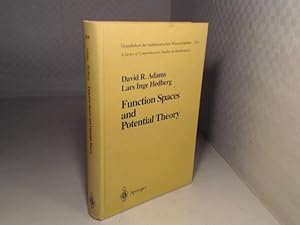 Grundlehren der mathematischen Wissenschaften 314
A Series of Comprehensive Studies in Mathematics
David R. Adams
Lars Inge Hedberg
Function Spaces
and
Potential Theory
Springer